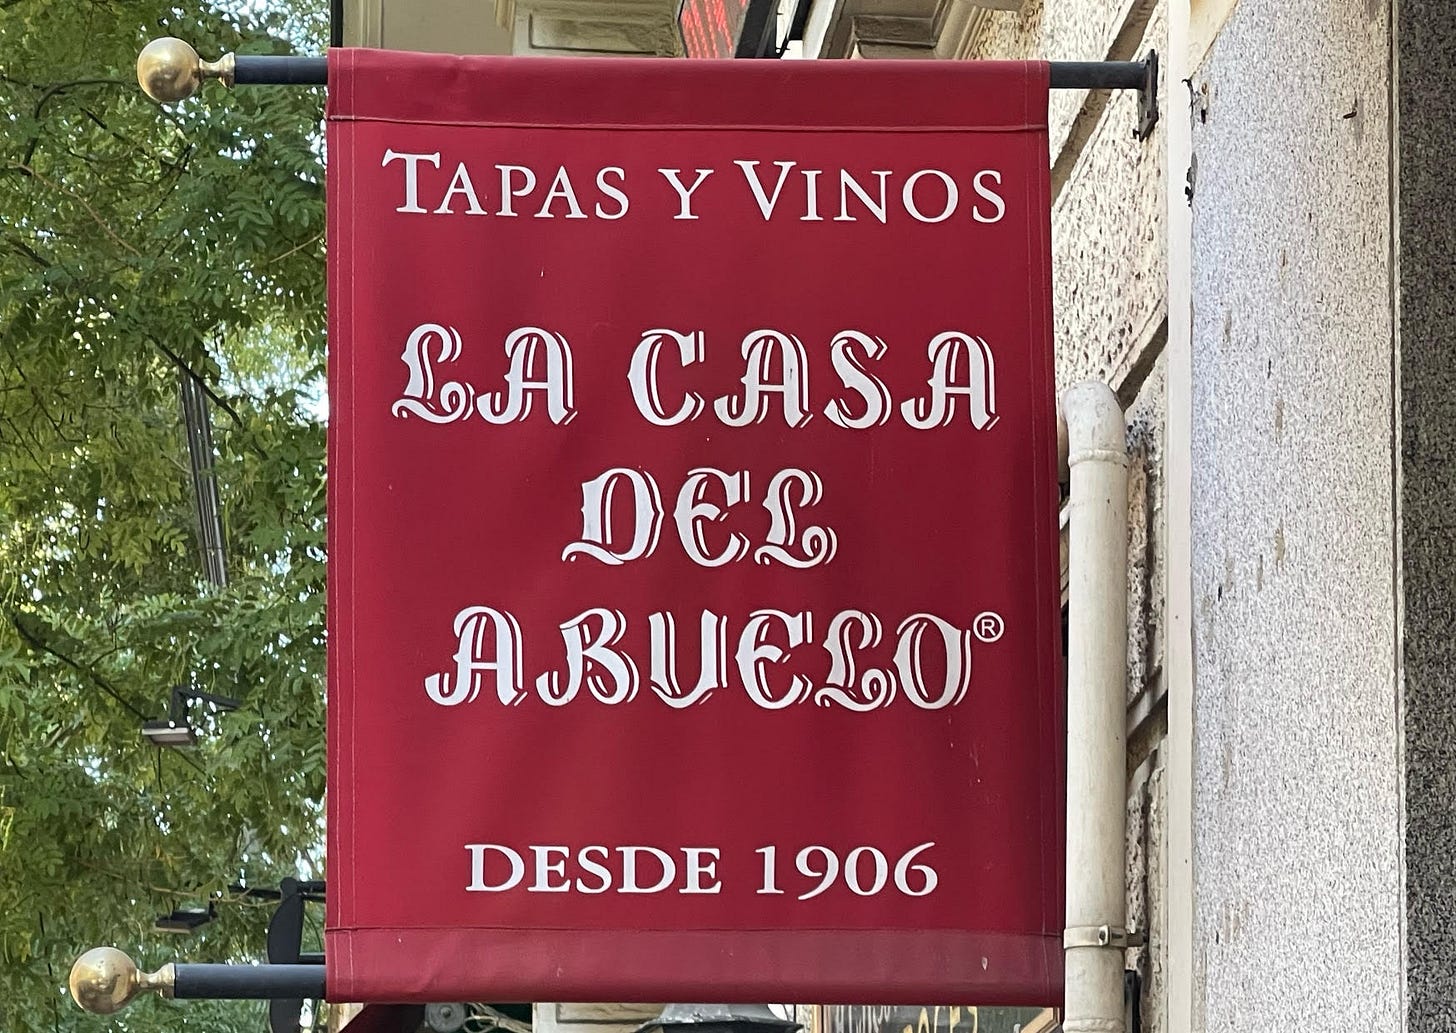 TAPAS Y VINOS
LA CASA
DEL
ABUELO®
DESDE 1906